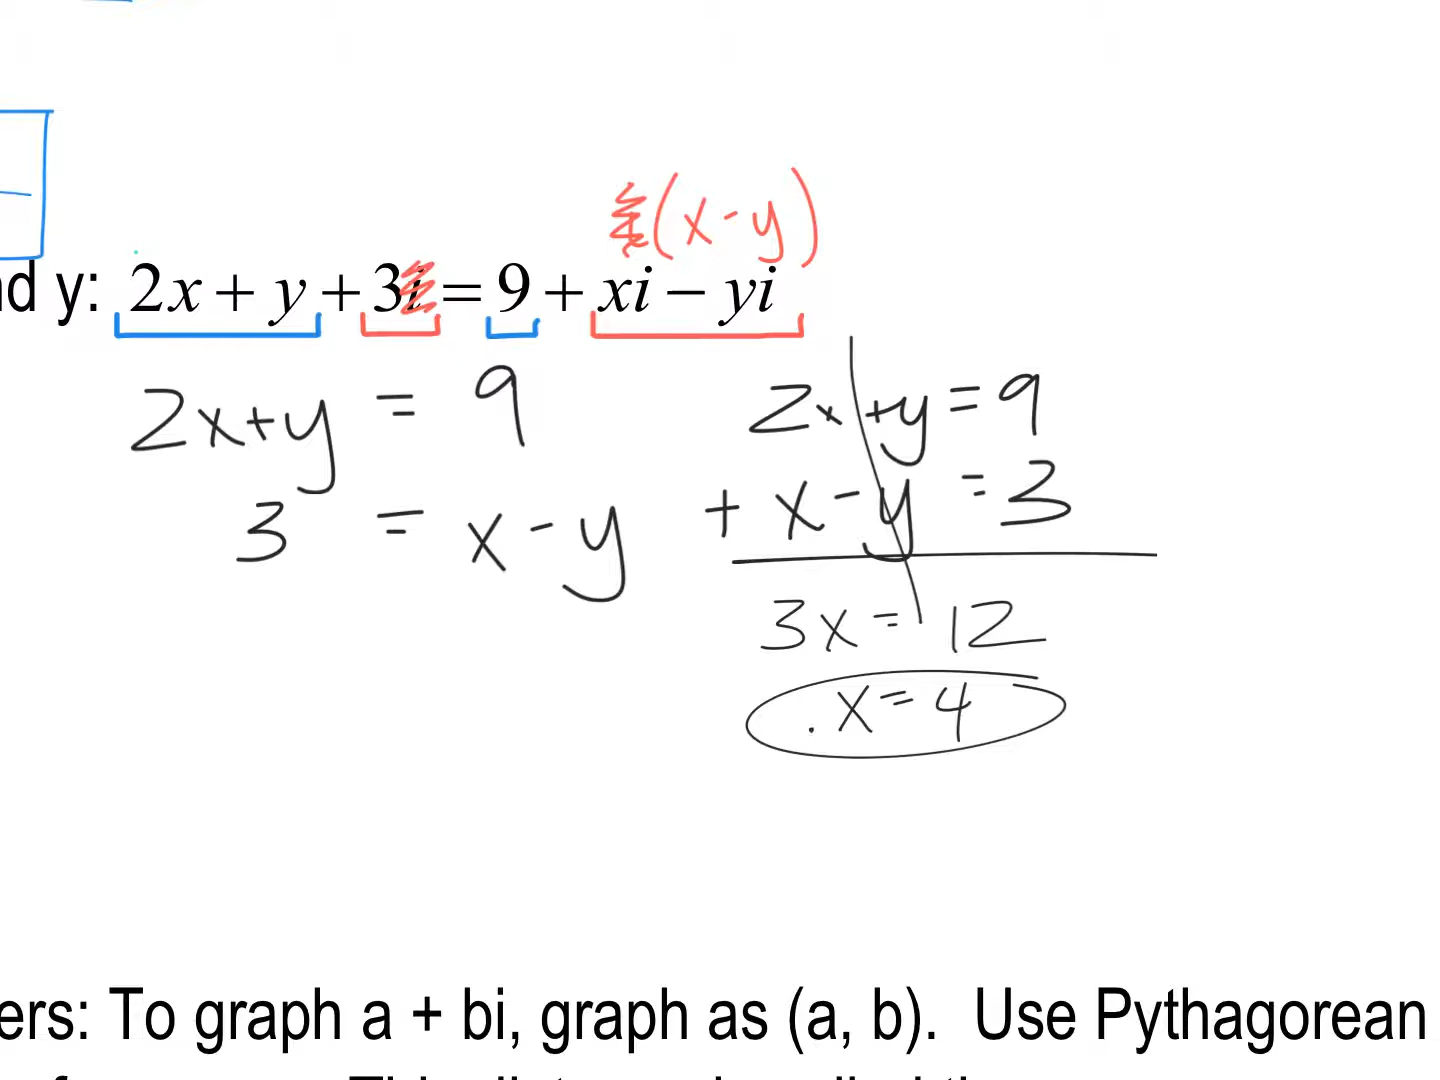 (x - y)
nd y: 2x + y + 3i = 9 + xi − yi
2x+y = 9
3 = x - y
2x +y = 9
+ x - y = 3
3x = 12
x = 4
ers: To graph a + bi, graph as (a, b). Use Pythagorean